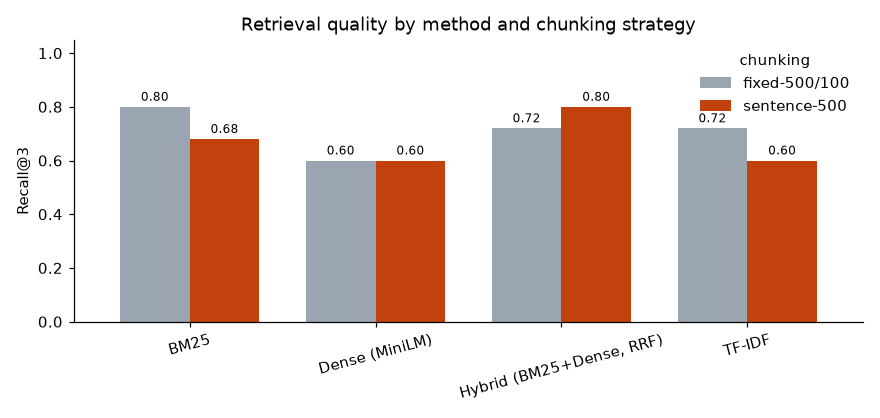 Retrieval quality by method and chunking strategy
Recall@3
1.0
0.8
0.6
0.4
0.2
0.0
chunking
fixed-500/100
sentence-500
0.80
0.68
0.60
0.60
0.72
0.80
0.72
0.60
BM25
Dense (MiniLM)
Hybrid (BM25+Dense, RRF)
TF-IDF